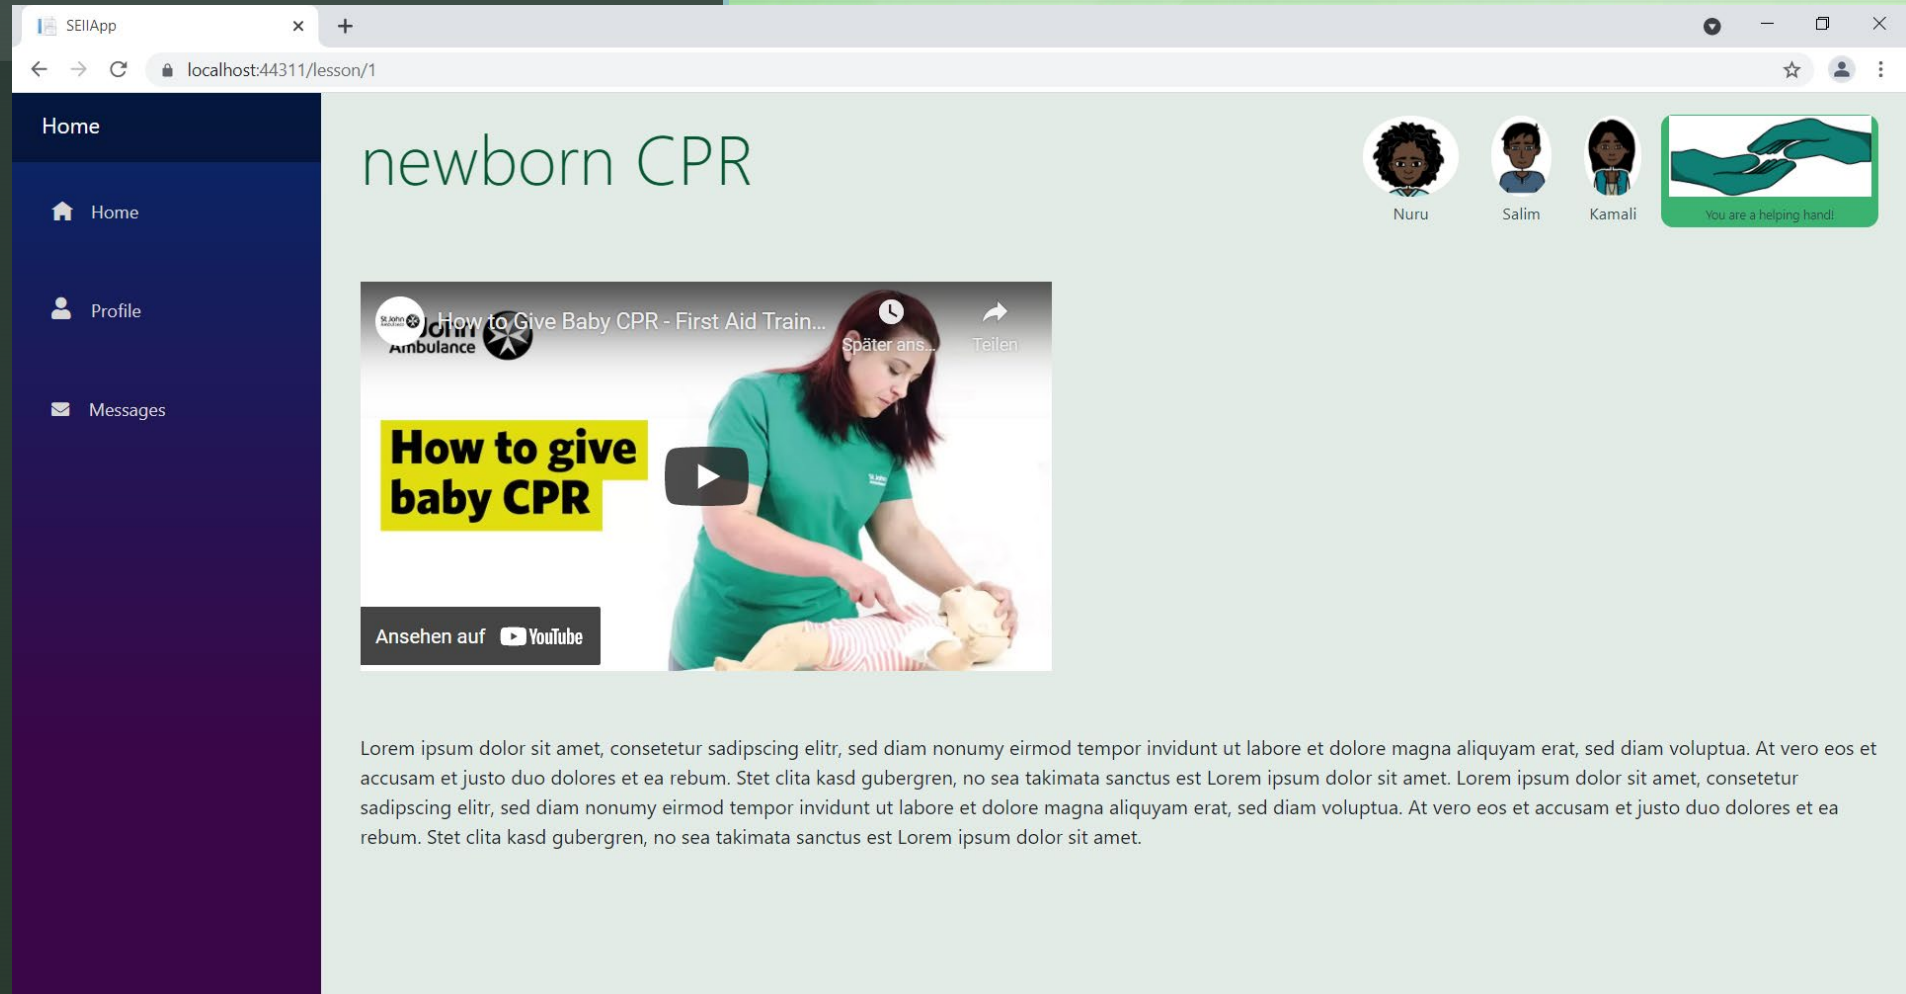 SEIIApp
localhost:44311/lesson/1
Home
Home
Profile
Messages
newborn CPR
Nuru
Salim
Kamali
You are a helping hand!
St John
Ambulance
How to Give Baby CPR - First Aid Train...
Später ans...
Teilen
How to give
baby CPR
Ansehen auf YouTube
Lorem ipsum dolor sit amet, consetetur sadipscing elitr, sed diam nonumy eirmod tempor invidunt ut labore et dolore magna aliquyam erat, sed diam voluptua. At vero eos et
accusam et justo duo dolores et ea rebum. Stet clita kasd gubergren, no sea takimata sanctus est Lorem ipsum dolor sit amet. Lorem ipsum dolor sit amet, consetetur
sadipscing elitr, sed diam nonumy eirmod tempor invidunt ut labore et dolore magna aliquyam erat, sed diam voluptua. At vero eos et accusam et justo duo dolores et ea
rebum. Stet clita kasd gubergren, no sea takimata sanctus est Lorem ipsum dolor sit amet.